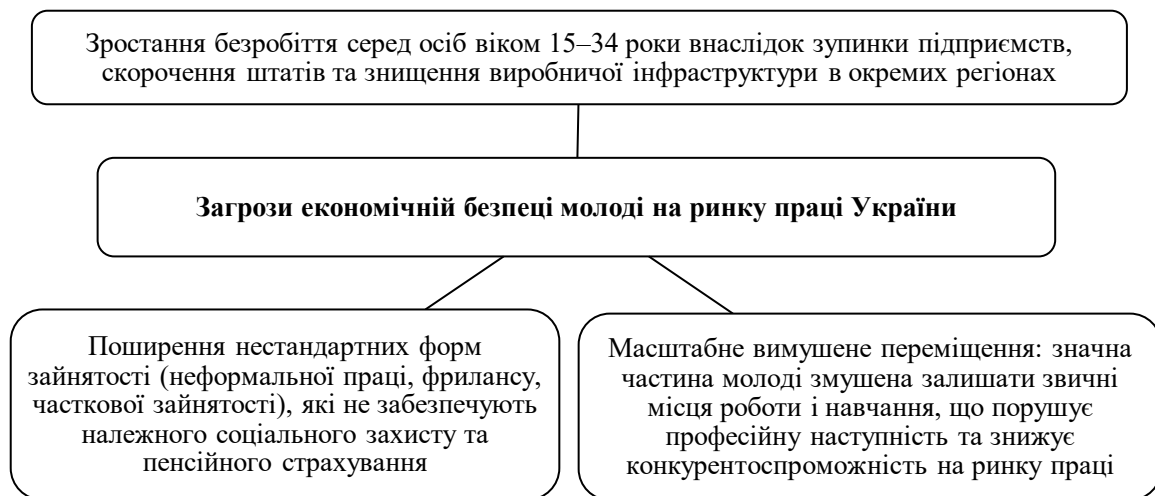 Зростання безробіття серед осіб віком 15–34 роки внаслідок зупинки підприємств,
скорочення штатів та знищення виробничої інфраструктури в окремих регіонах
Загрози економічній безпеці молоді на ринку праці України
Поширення нестандартних форм
зайнятості (неформальної праці, фрилансу,
часткової зайнятості), які не забезпечують
належного соціального захисту та
пенсійного страхування
Масштабне вимушене переміщення: значна
частина молоді змушена залишати звичні
місця роботи і навчання, що порушує
професійну наступність та знижує
конкурентоспроможність на ринку праці